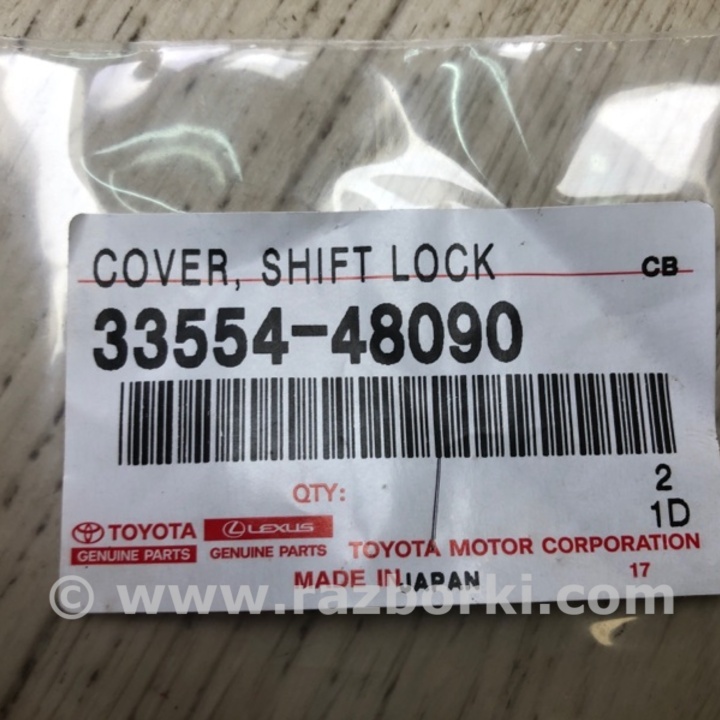 COVER, SHIFT LOCK CB
33554-48090
QTY: 2
1D
TOYOTA LEXUS
GENUINE PARTS GENUINE PARTS TOYOTA MOTOR CORPORATION
MADE IN JAPAN 17
© www.razborki.com